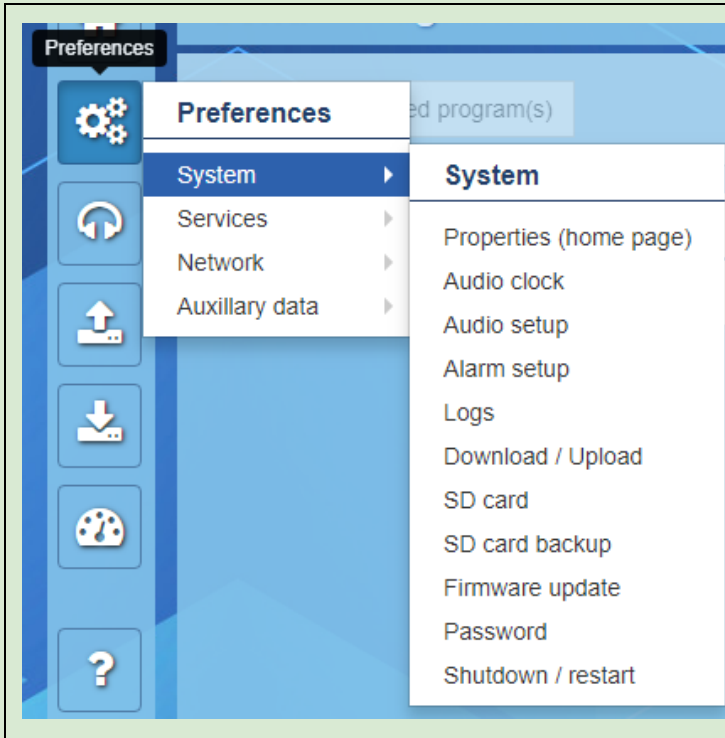 Preferences
Preferences
ed program(s)
System
System
Services
Properties (home page)
Network
Audio clock
Auxillary data
Audio setup
Alarm setup
Logs
Download / Upload
SD card
SD card backup
Firmware update
Password
?
Shutdown / restart